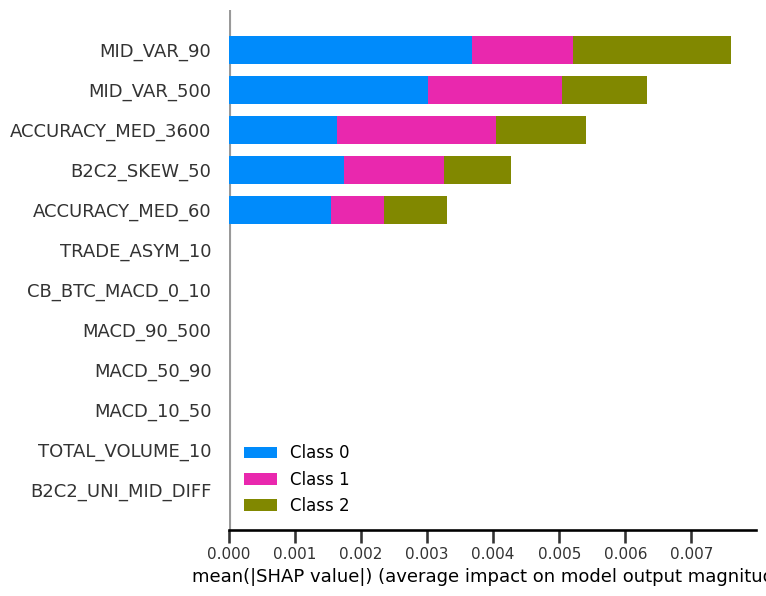 MID_VAR_90
MID_VAR_500
ACCURACY_MED_3600
B2C2_SKEW_50
ACCURACY_MED_60
TRADE_ASYM_10
CB_BTC_MACD_0_10
MACD_90_500
MACD_50_90
MACD_10_50
TOTAL_VOLUME_10
B2C2_UNI_MID_DIFF
Class 0
Class 1
Class 2
0.000 0.001 0.002 0.003 0.004 0.005 0.006 0.007
mean(|SHAP value|) (average impact on model output magnitud